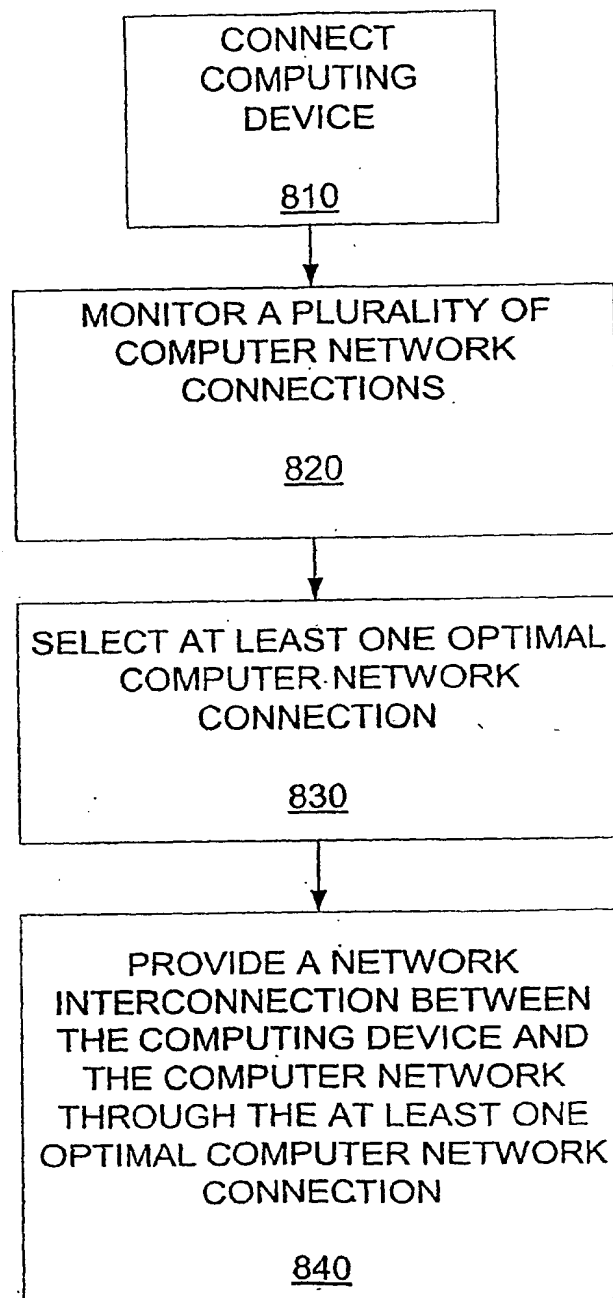 CONNECT
COMPUTING
DEVICE
810
MONITOR A PLURALITY OF
COMPUTER NETWORK
CONNECTIONS
820
SELECT AT LEAST ONE OPTIMAL
COMPUTER NETWORK
CONNECTION
830
PROVIDE A NETWORK
INTERCONNECTION BETWEEN
THE COMPUTING DEVICE AND
THE COMPUTER NETWORK
THROUGH THE AT LEAST ONE
OPTIMAL COMPUTER NETWORK
CONNECTION
840